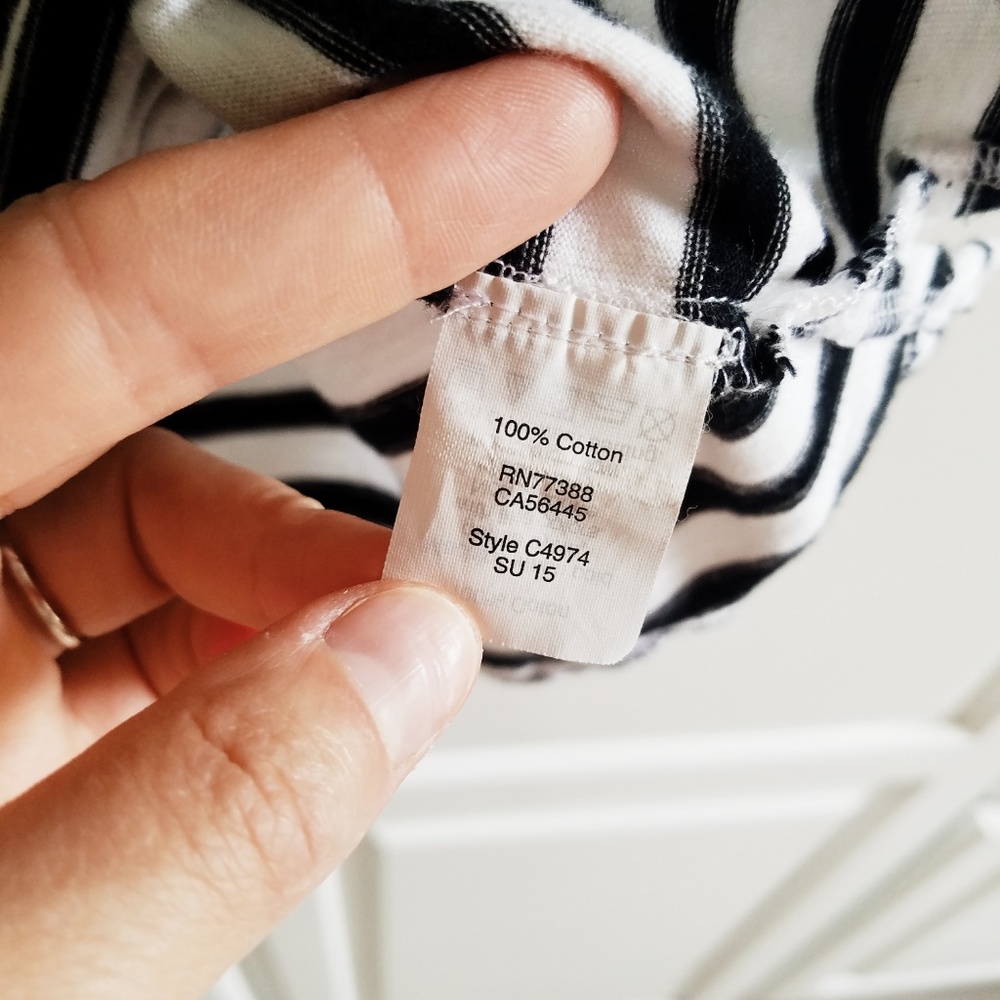 100% Cotton
RN77388
CA56445
Style C4974
SU 15